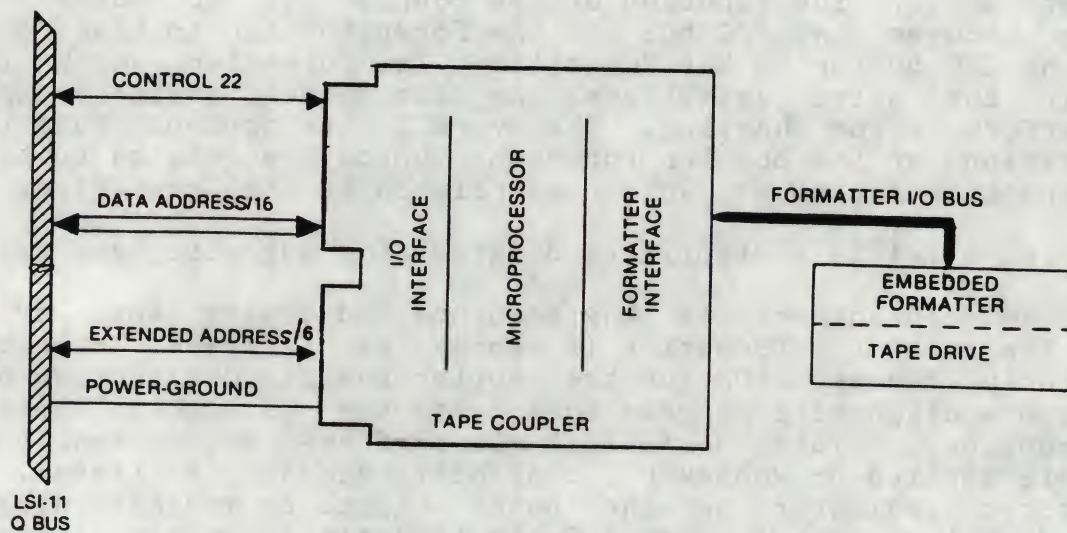 CONTROL 22
DATA ADDRESS/16
EXTENDED ADDRESS/6
POWER-GROUND
LSI-11
Q BUS
I/O
INTERFACE
MICROPROCESSOR
FORMATTER
INTERFACE
TAPE COUPLER
FORMATTER I/O BUS
EMBEDDED
FORMATTER
TAPE DRIVE